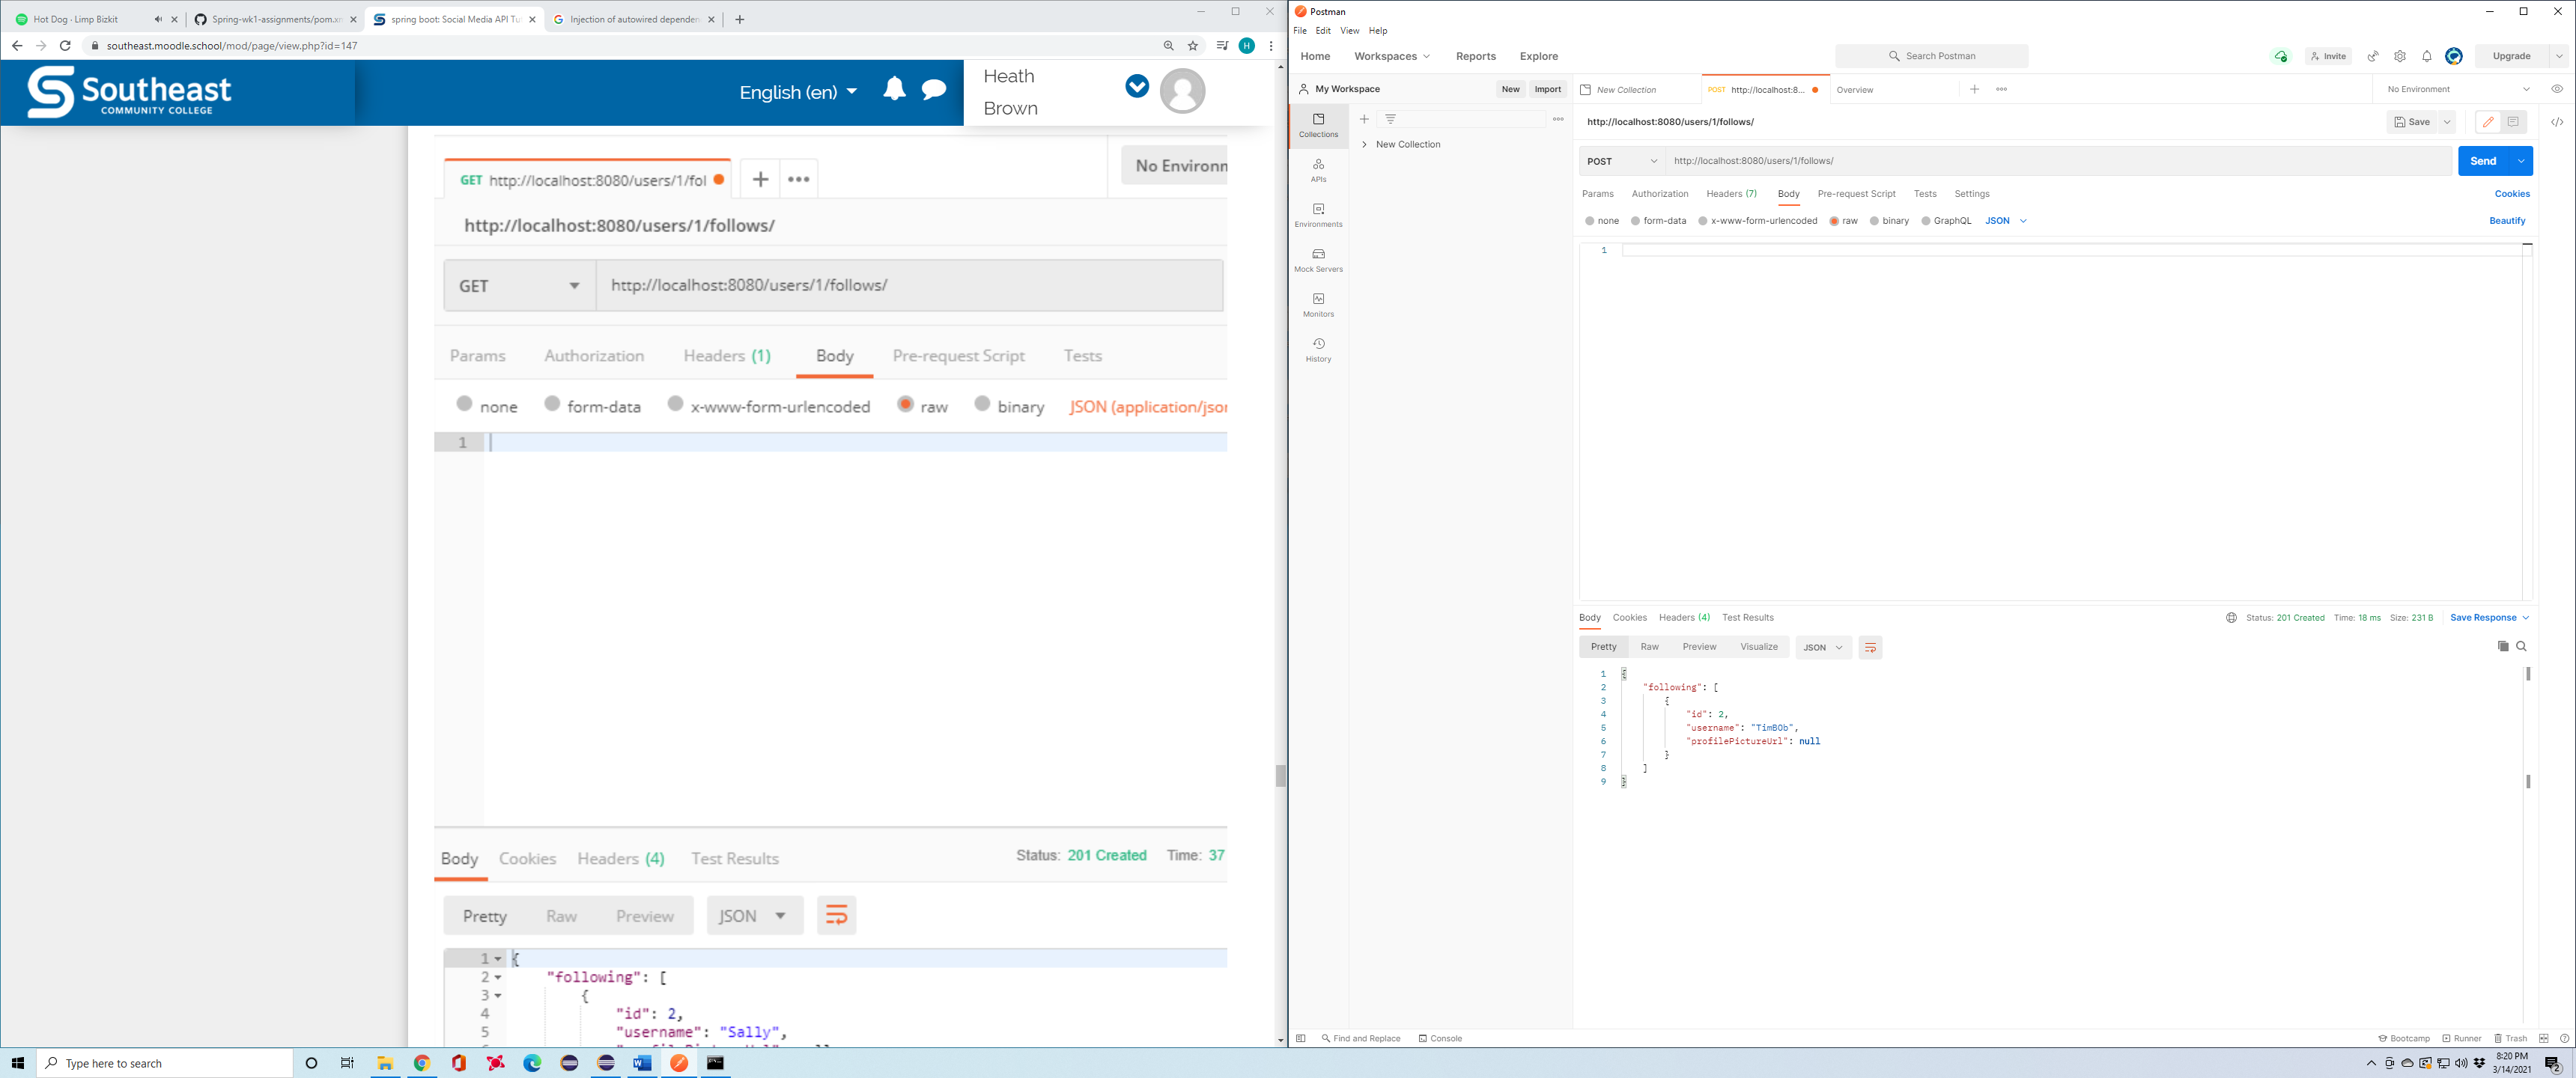 Hot Dog - Limp Bizkit
Spring-wk1-assignments/pom.xm
spring boot: Social Media API Tu
Injection of autowired dependen
southeast.moodle.school/mod/page/view.php?id=147
H
Southeast
COMMUNITY COLLEGE
English (en)
Heath
Brown
GET http://localhost:8080/users/1/fol
No Environm
http://localhost:8080/users/1/follows/
GET http://localhost:8080/users/1/follows/
Params Authorization Headers (1) Body Pre-request Script Tests
none form-data x-www-form-urlencoded raw binary JSON (application/json
1
Body Cookies Headers (4) Test Results Status: 201 Created Time: 37
Pretty Raw Preview JSON
1 {
2 "following": [
3 {
4 "id": 2,
5 "username": "Sally",
Postman
File Edit View Help
Home Workspaces Reports Explore Search Postman Invite Upgrade
My Workspace New Import
New Collection POST http://localhost:8... Overview No Environment
Collections
APIs
Environments
Mock Servers
Monitors
History
New Collection
http://localhost:8080/users/1/follows/ Save
POST http://localhost:8080/users/1/follows/ Send
Params Authorization Headers (7) Body Pre-request Script Tests Settings Cookies
none form-data x-www-form-urlencoded raw binary GraphQL JSON Beautify
1
Body Cookies Headers (4) Test Results Status: 201 Created Time: 18 ms Size: 231 B Save Response
Pretty Raw Preview Visualize JSON
1 {
2 "following": [
3 {
4 "id": 2,
5 "username": "TimBOb",
6 "profilePictureUrl": null
7 }
8 ]
9 }
Find and Replace Console Bootcamp Runner Trash
Type here to search
8:20 PM
3/14/2021
2